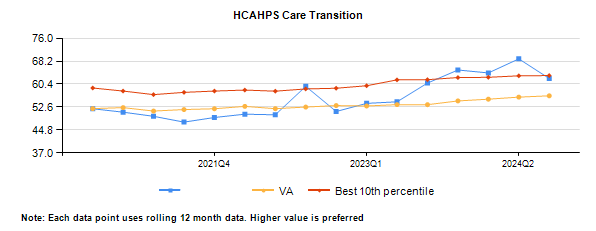 HCAHPS Care Transition
76.0
68.2
60.4
52.6
44.8
37.0
2021Q4 2023Q1 2024Q2
VA Best 10th percentile
Note: Each data point uses rolling 12 month data. Higher value is preferred